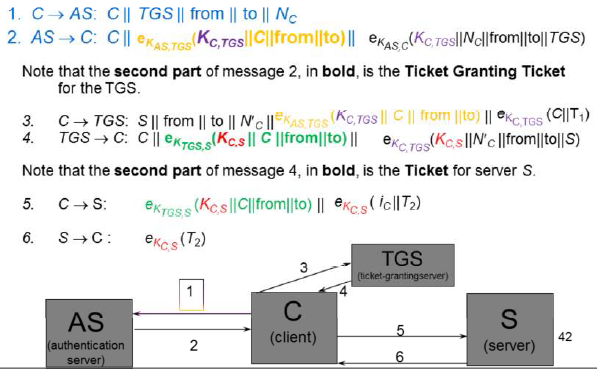 1. C → AS: C || TGS || from || to || N_C
2. AS → C: C || e_{K_{AS,TGS}}(K_{C,TGS}||C||from||to) || e_{K_{AS,C}}(K_{C,TGS}||N_C||from||to||TGS)
Note that the second part of message 2, in bold, is the Ticket Granting Ticket
for the TGS.
3. C → TGS: S || from || to || N'_C || e_{K_{AS,TGS}}(K_{C,TGS} || C || from || to) || e_{K_{C,TGS}}(C||T_1)
4. TGS → C: C || e_{K_{TGS,S}}(K_{C,S} || C ||from||to) || e_{K_{C,TGS}}(K_{C,S}||N'_C||from||to||S)
Note that the second part of message 4, in bold, is the Ticket for server S.
5. C → S: e_{K_{TGS,S}}(K_{C,S}||C||from||to) || e_{K_{C,S}}(i_C||T_2)
6. S → C: e_{K_{C,S}}(T_2)
TGS
(ticket-grantingserver)
3
4
1
AS
(authentication
server)
2
C
(client)
5
6
S
(server)
42